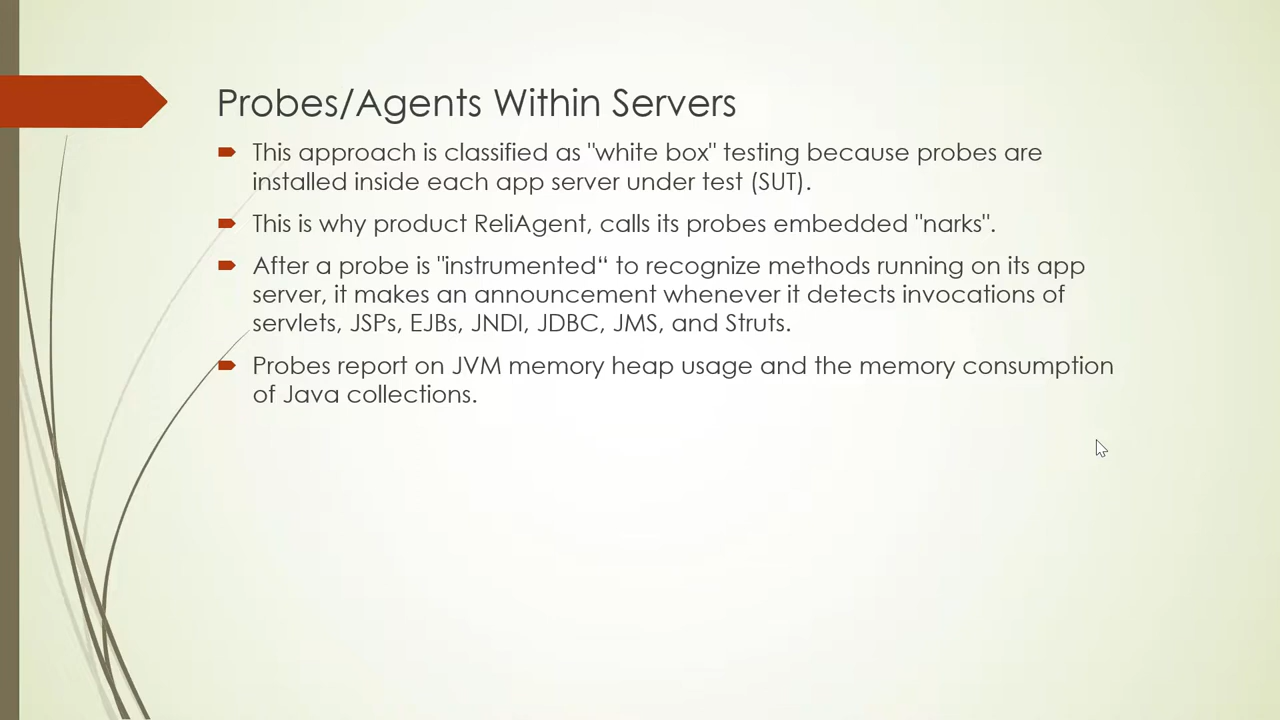 Probes/Agents Within Servers
This approach is classified as "white box" testing because probes are
installed inside each app server under test (SUT).
This is why product ReliAgent, calls its probes embedded "narks".
After a probe is "instrumented“ to recognize methods running on its app
server, it makes an announcement whenever it detects invocations of
servlets, JSPs, EJBs, JNDI, JDBC, JMS, and Struts.
Probes report on JVM memory heap usage and the memory consumption
of Java collections.